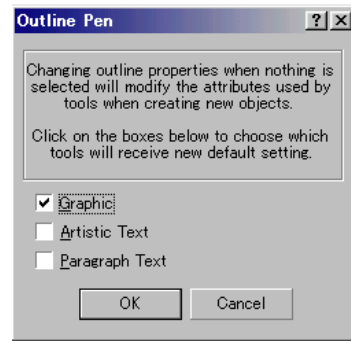 Outline Pen
Changing outline properties when nothing is
selected will modify the attributes used by
tools when creating new objects.
Click on the boxes below to choose which
tools will receive new default setting.
Graphic
Artistic Text
Paragraph Text
OK Cancel